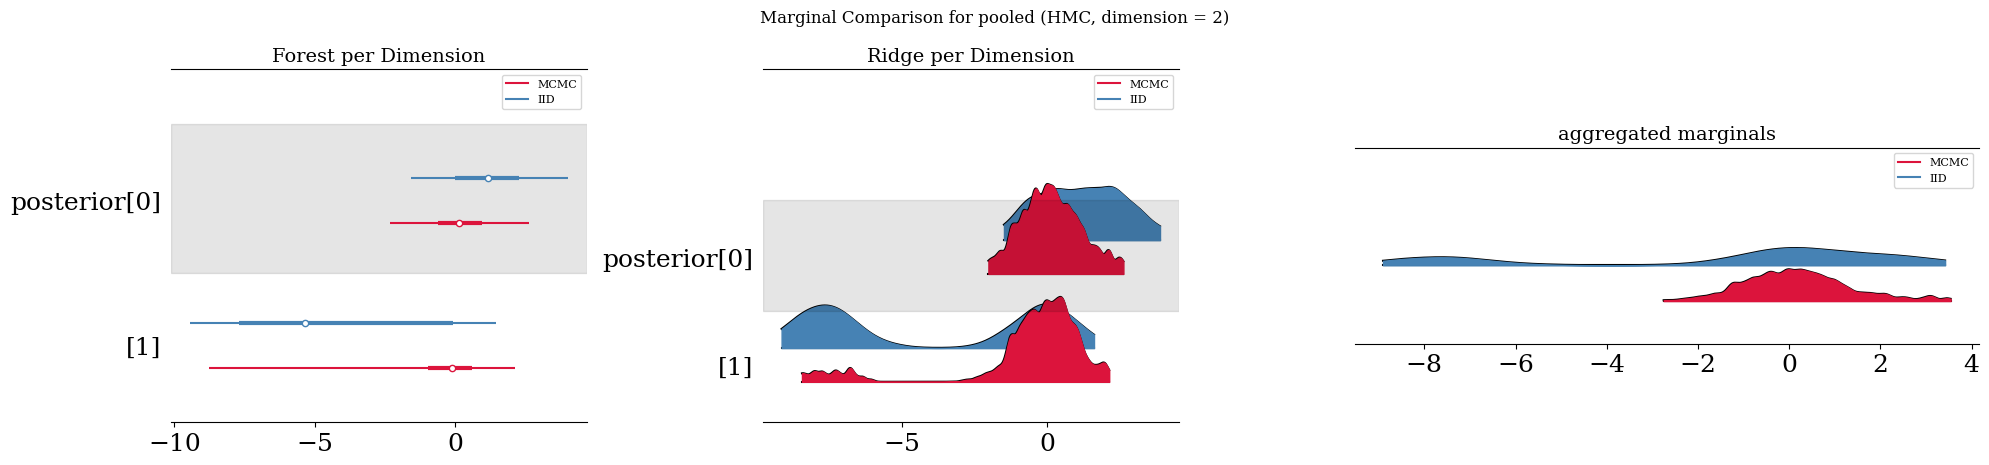 Marginal Comparison for pooled (HMC, dimension = 2)
Forest per Dimension
MCMC
IID
posterior[0]
[1]
−10 −5 0
Ridge per Dimension
MCMC
IID
posterior[0]
[1]
−5 0
aggregated marginals
MCMC
IID
−8 −6 −4 −2 0 2 4